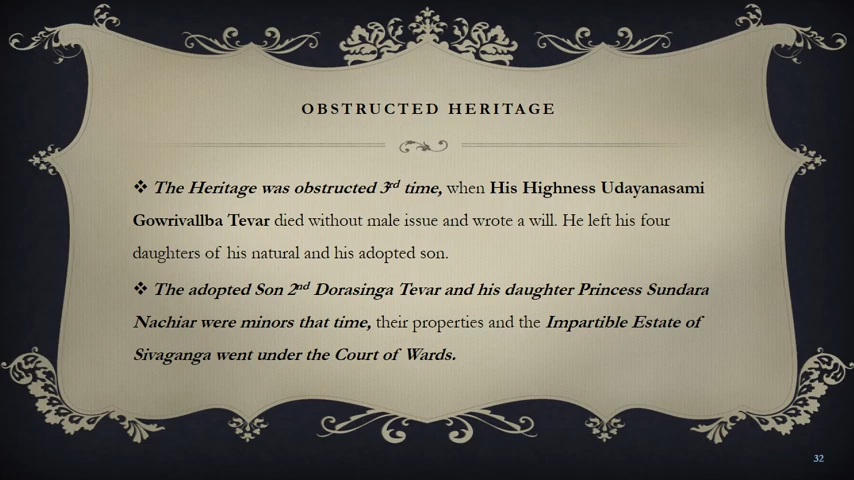 OBSTRUCTED HERITAGE
❖ The Heritage was obstructed 3rd time, when His Highness Udayanasami
Gowrivallba Tevar died without male issue and wrote a will. He left his four
daughters of his natural and his adopted son.
❖ The adopted Son 2nd Dorasinga Tevar and his daughter Princess Sundara
Nachiar were minors that time, their properties and the Impartible Estate of
Sivaganga went under the Court of Wards.
32